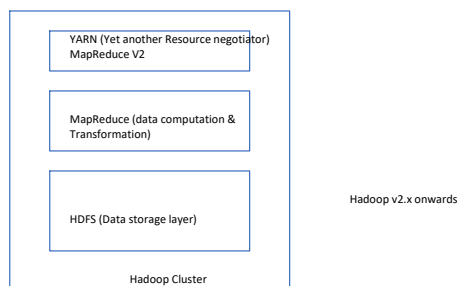 YARN (Yet another Resource negotiator)
MapReduce V2
MapReduce (data computation &
Transformation)
HDFS (Data storage layer)
Hadoop v2.x onwards
Hadoop Cluster